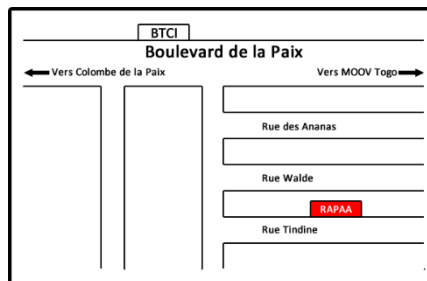 BTCI
Boulevard de la Paix
Vers Colombe de la Paix
Vers MOOV Togo
Rue des Ananas
Rue Walde
RAPAA
Rue Tindine